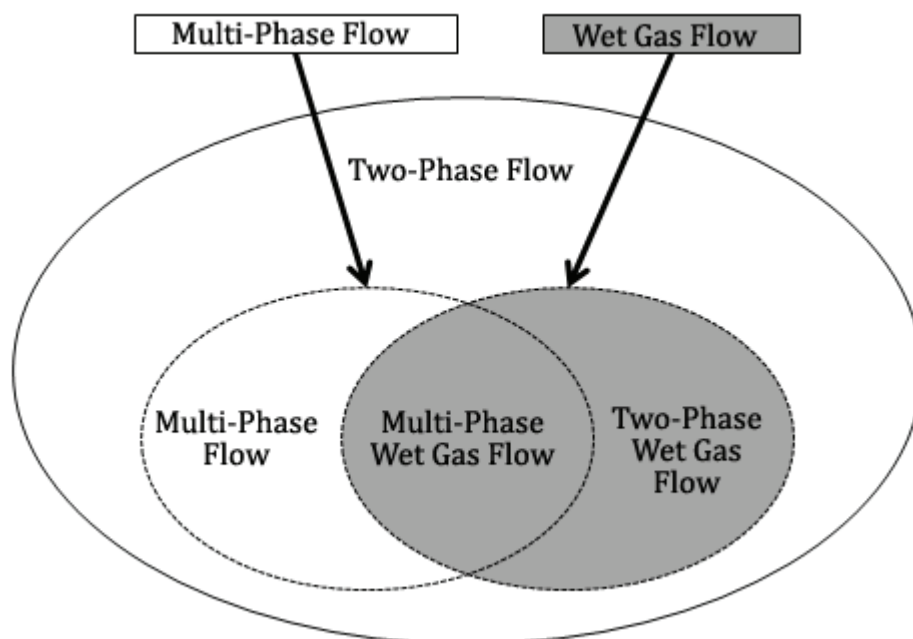 Multi-Phase Flow
Wet Gas Flow
Two-Phase Flow
Multi-Phase
Flow
Multi-Phase
Wet Gas Flow
Two-Phase
Wet Gas
Flow